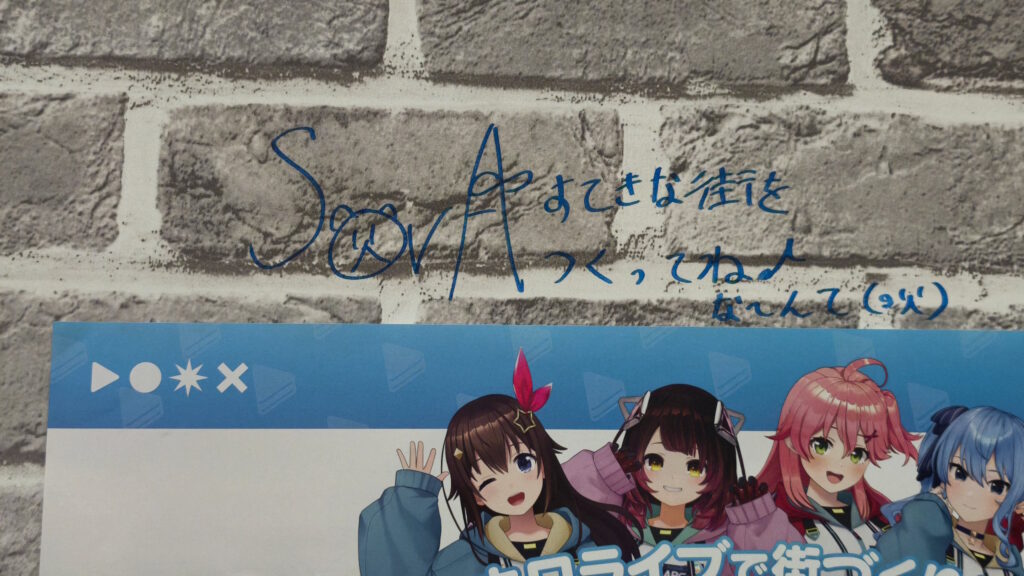 SorA
すてきな街を
つくってね♪
なーんて(笑)
ホロライブで街づくり